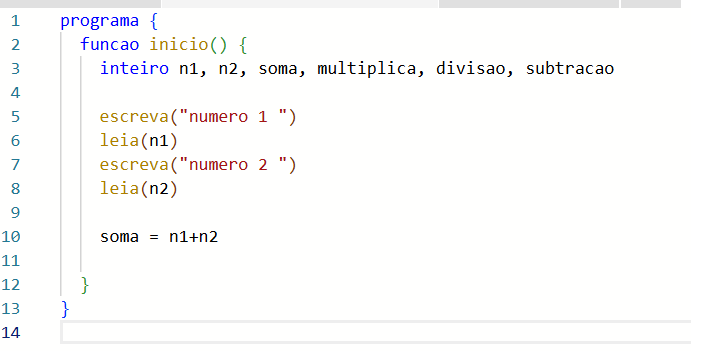 1 programa {
2 funcao inicio() {
3 inteiro n1, n2, soma, multiplica, divisao, subtracao
4
5 escreva("numero 1 ")
6 leia(n1)
7 escreva("numero 2 ")
8 leia(n2)
9
10 soma = n1+n2
11
12 }
13 }
14